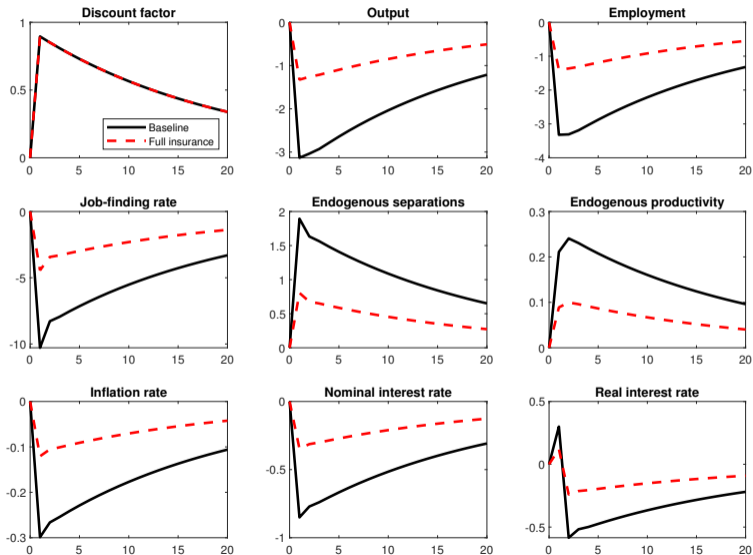 Discount factor
1
0.5
0
0 5 10 15 20
Baseline
Full insurance
Output
0
-1
-2
-3
0 5 10 15 20
Employment
0
-1
-2
-3
-4
0 5 10 15 20
Job-finding rate
0
-5
-10
0 5 10 15 20
Endogenous separations
2
1.5
1
0.5
0
0 5 10 15 20
Endogenous productivity
0.3
0.2
0.1
0
0 5 10 15 20
Inflation rate
0
-0.1
-0.2
-0.3
0 5 10 15 20
Nominal interest rate
0
-0.5
-1
0 5 10 15 20
Real interest rate
0.5
0
-0.5
0 5 10 15 20